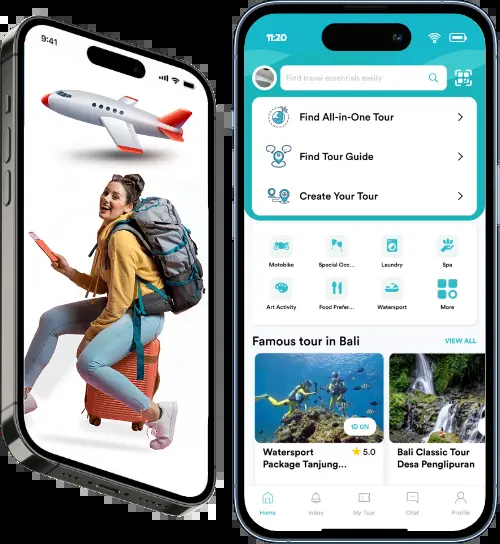 9:41
11:20
Find travel essentials easily
Find All-in-One Tour
Find Tour Guide
Create Your Tour
Motobike
Special Occ...
Laundry
Spa
Art Activity
Food Prefer...
Watersport
More
Famous tour in Bali
VIEW ALL
1D 0N
Watersport
Package Tanjung...
5.0
Bali Classic Tour
Desa Penglipuran
Home
Inbox
My Tour
Chat
Profile